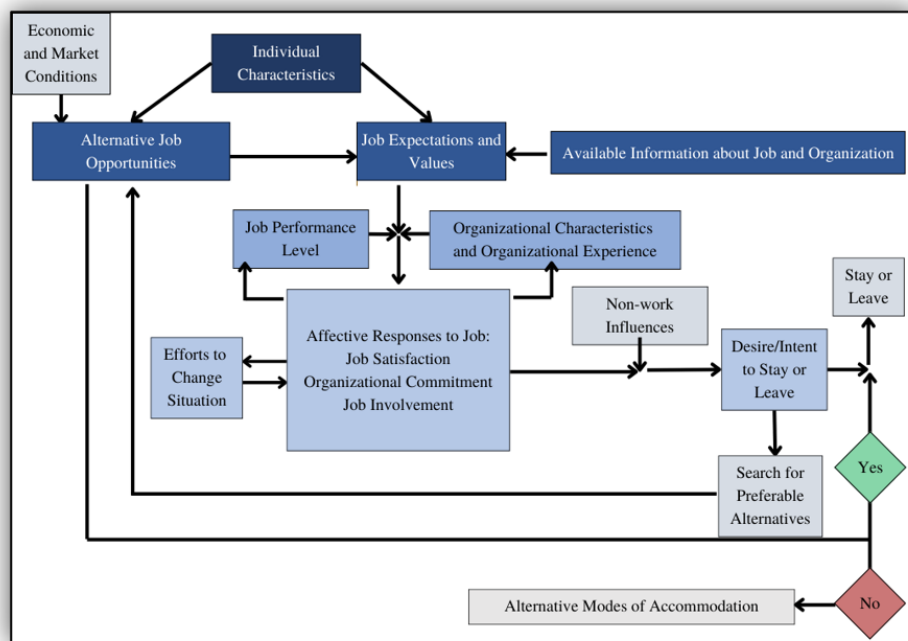 Economic
and Market
Conditions
Individual
Characteristics
Alternative Job
Opportunities
Job Expectations and
Values
Available Information about Job and Organization
Job Performance
Level
Organizational Characteristics
and Organizational Experience
Stay or
Leave
Non-work
Influences
Affective Responses to Job:
Job Satisfaction
Organizational Commitment
Job Involvement
Efforts to
Change
Situation
Desire/Intent
to Stay or
Leave
Yes
Search for
Preferable
Alternatives
No
Alternative Modes of Accommodation